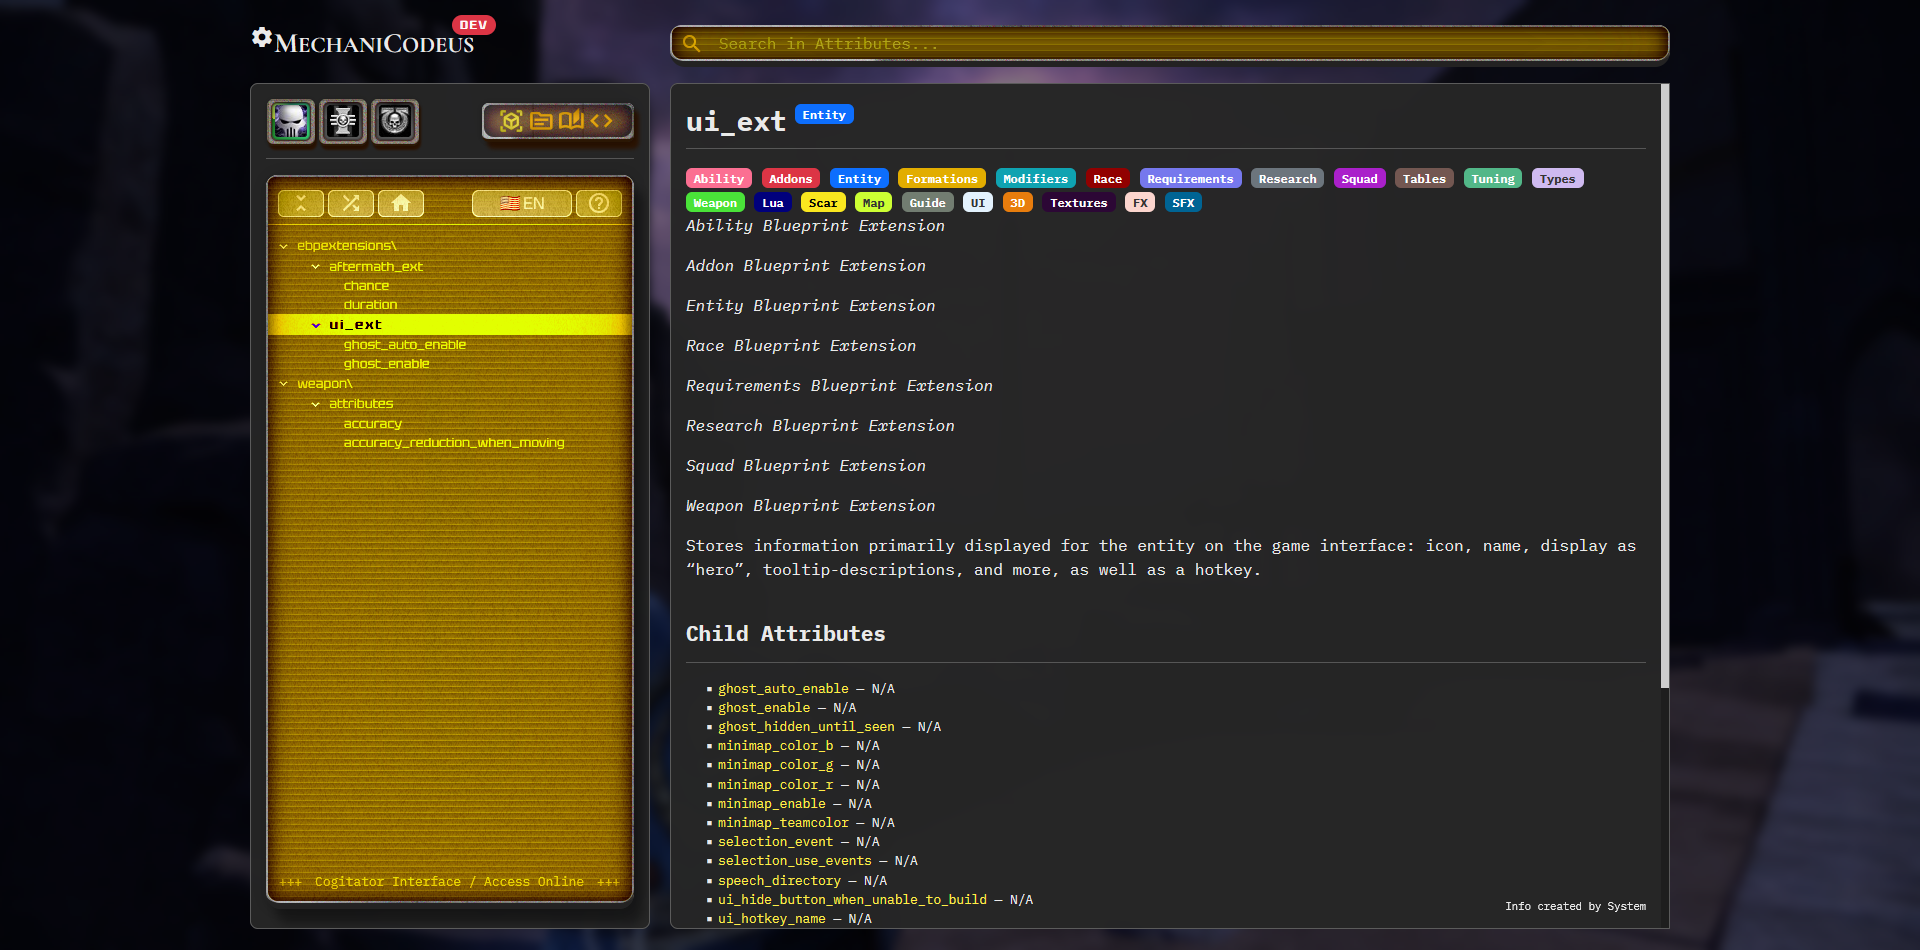 MechaniCodeus
DEV
Search in Attributes...
EN
ebpextensions\
aftermath_ext
chance
duration
ui_ext
ghost_auto_enable
ghost_enable
weapon\
attributes
accuracy
accuracy_reduction_when_moving
+++ Cogitator Interface / Access Online +++
ui_ext Entity
Ability Addons Entity Formations Modifiers Race Requirements Research Squad Tables Tuning Types
Weapon Lua Scar Map Guide UI 3D Textures FX SFX
Ability Blueprint Extension
Addon Blueprint Extension
Entity Blueprint Extension
Race Blueprint Extension
Requirements Blueprint Extension
Research Blueprint Extension
Squad Blueprint Extension
Weapon Blueprint Extension
Stores information primarily displayed for the entity on the game interface: icon, name, display as
“hero”, tooltip-descriptions, and more, as well as a hotkey.
Child Attributes
▪ ghost_auto_enable — N/A
▪ ghost_enable — N/A
▪ ghost_hidden_until_seen — N/A
▪ minimap_color_b — N/A
▪ minimap_color_g — N/A
▪ minimap_color_r — N/A
▪ minimap_enable — N/A
▪ minimap_teamcolor — N/A
▪ selection_event — N/A
▪ selection_use_events — N/A
▪ speech_directory — N/A
▪ ui_hide_button_when_unable_to_build — N/A
▪ ui_hotkey_name — N/A
Info created by System